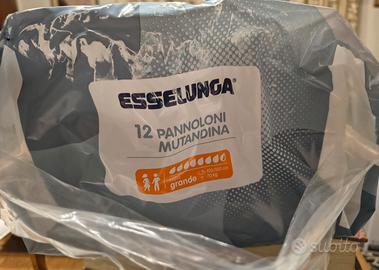 ESSELUNGA®
12 PANNOLONI
MUTANDINA
grande
subito